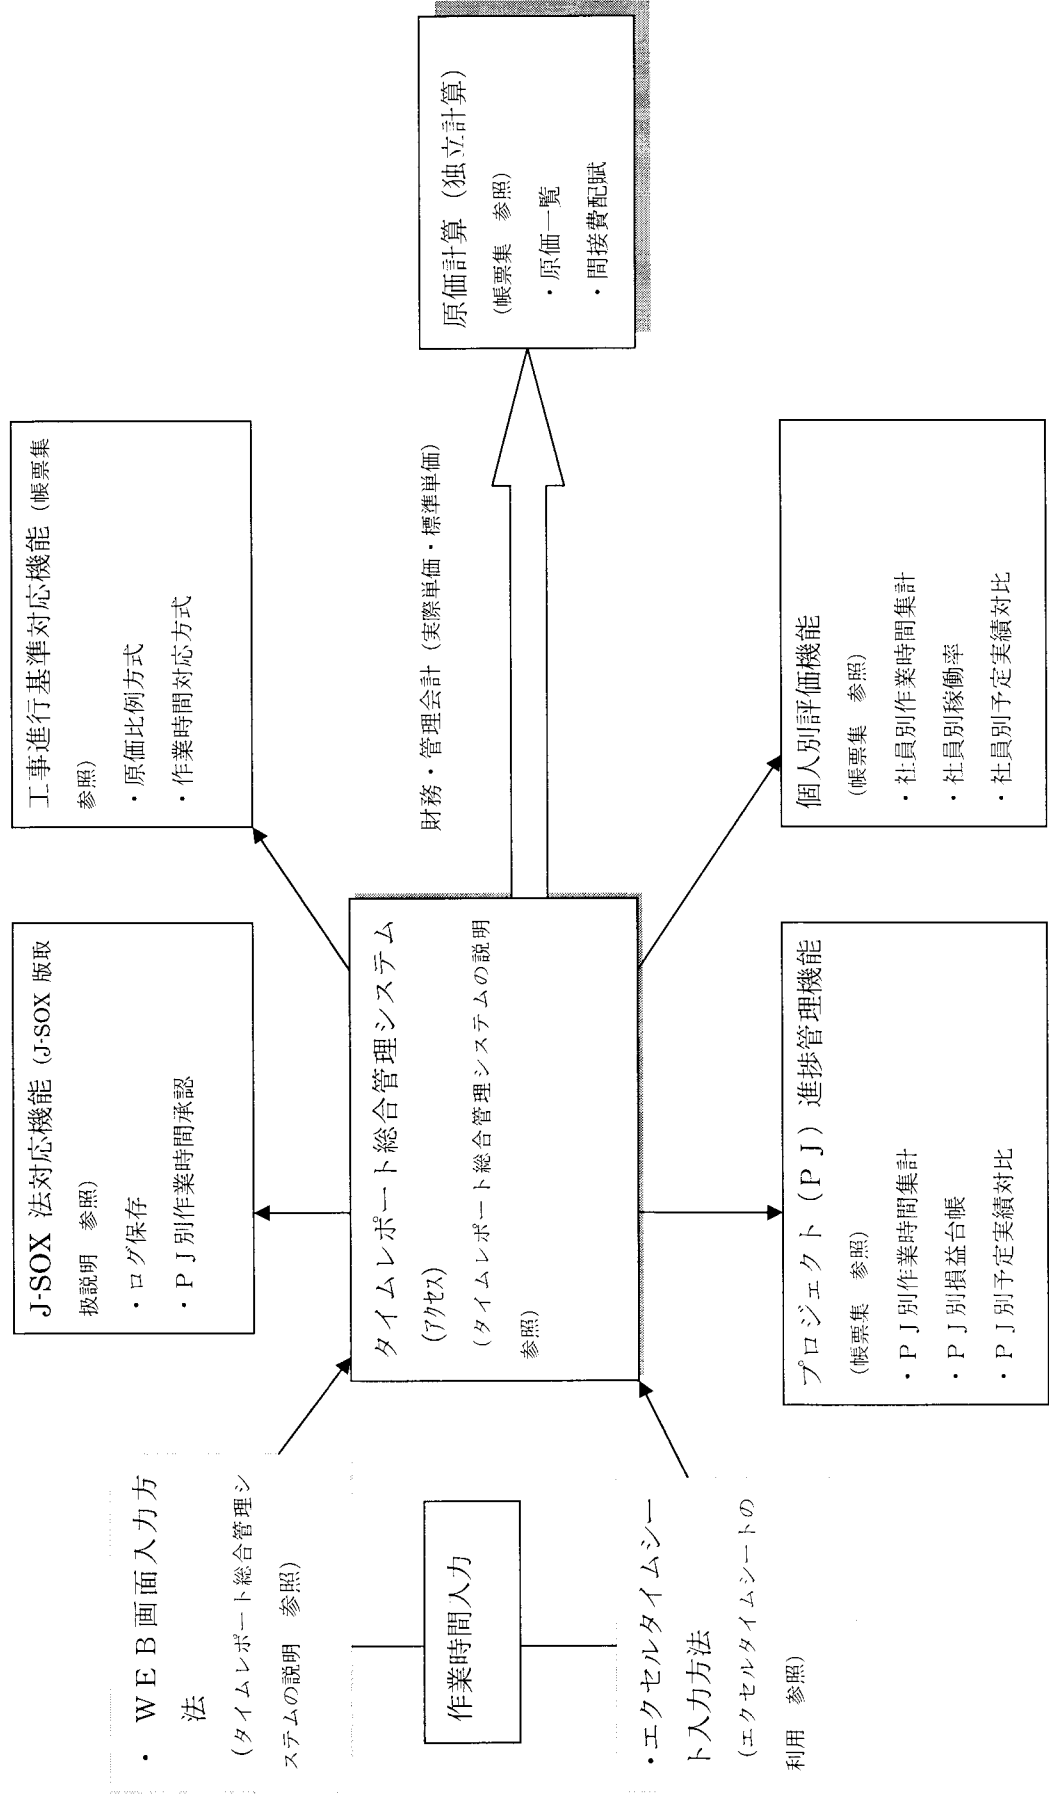 ・ ＷＥＢ画面入力方
法
(タイムレポート総合管理シ
ステムの説明　参照)
作業時間入力
・エクセルタイムシー
ト入力方法
(エクセルタイムシートの
利用　参照)
J-SOX 法対応機能 (J-SOX 版取
扱説明　参照)
・ログ保存
・ＰＪ別作業時間承認
タイムレポート総合管理システム
(アクセス)
(タイムレポート総合管理システムの説明
参照)
プロジェクト（ＰＪ）進捗管理機能
(帳票集　参照)
・ＰＪ別作業時間集計
・ＰＪ別損益台帳
・ＰＪ別予定実績対比
工事進行基準対応機能 (帳票集
参照)
・原価比例方式
・作業時間対応方式
財務・管理会計（実際単価・標準単価）
個人別評価機能
(帳票集　参照)
・社員別作業時間集計
・社員別稼働率
・社員別予定実績対比
原価計算（独立計算）
(帳票集　参照)
・原価一覧
・間接費配賦